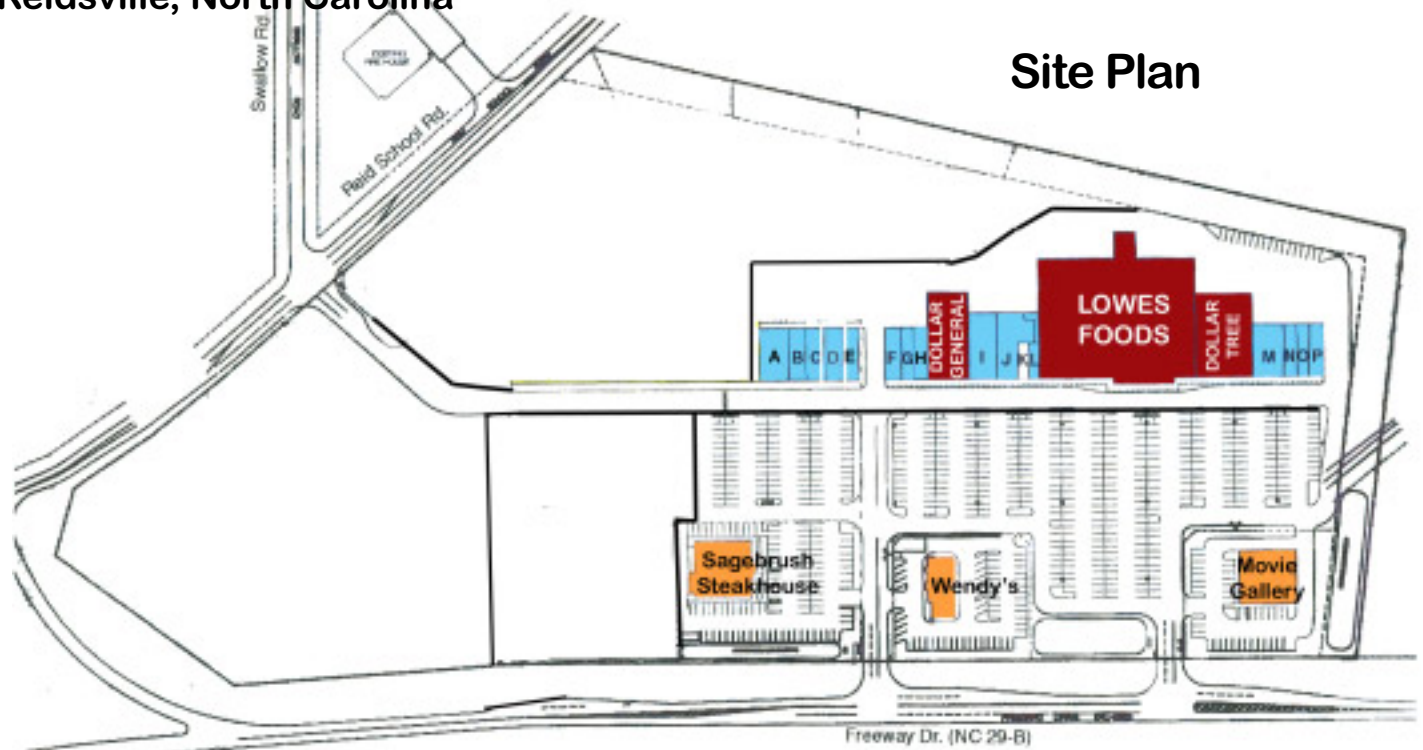 Reidsville, North Carolina
Site Plan
Swallow Rd.
Reid School Rd.
LOWES
FOODS
DOLLAR
GENERAL
DOLLAR
TREE
A B C D E F G H I J K L M N O P
Sagebrush
Steakhouse
Wendy's
Movie
Gallery
Freeway Dr. (NC 29-B)